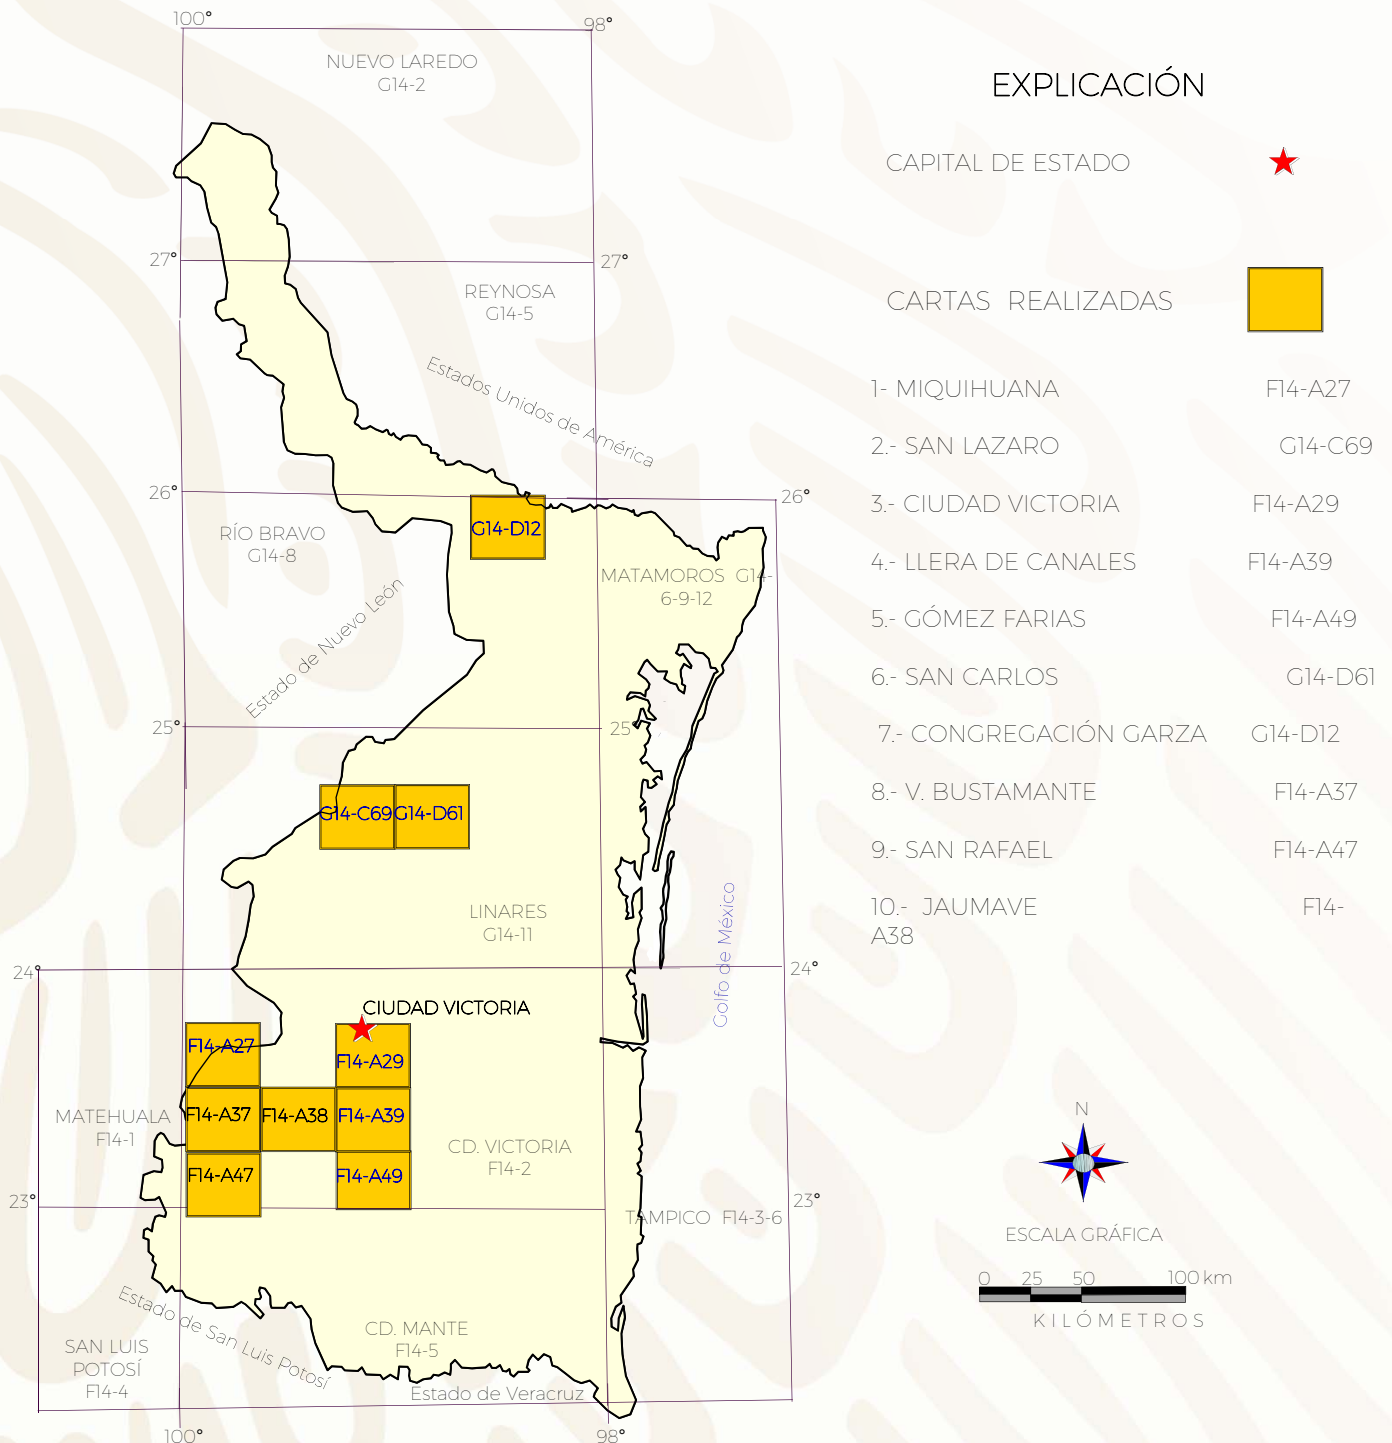 100°
98°
NUEVO LAREDO
G14-2
EXPLICACIÓN
CAPITAL DE ESTADO
27°
27°
REYNOSA
G14-5
CARTAS REALIZADAS
Estados Unidos de América
1- MIQUIHUANA F14-A27
2.- SAN LAZARO G14-C69
3.- CIUDAD VICTORIA F14-A29
4.- LLERA DE CANALES F14-A39
5.- GÓMEZ FARIAS F14-A49
6.- SAN CARLOS G14-D61
7.- CONGREGACIÓN GARZA G14-D12
8.- V. BUSTAMANTE F14-A37
9.- SAN RAFAEL F14-A47
10.- JAUMAVE F14-
A38
26°
26°
RÍO BRAVO
G14-8
G14-D12
MATAMOROS G14-
6-9-12
Estado de Nuevo León
25°
25°
G14-C69
G14-D61
LINARES
G14-11
Golfo de México
24°
24°
CIUDAD VICTORIA
F14-A27
F14-A29
MATEHUALA
F14-1
F14-A37
F14-A38
F14-A39
CD. VICTORIA
F14-2
F14-A47
F14-A49
23°
23°
TAMPICO F14-3-6
N
ESCALA GRÁFICA
0 25 50 100 km
KILÓMETROS
Estado de San Luis Potosí
CD. MANTE
F14-5
SAN LUIS
POTOSÍ
F14-4
Estado de Veracruz
100°
98°